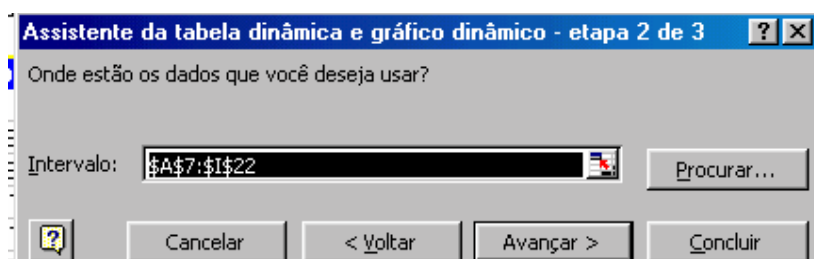 Assistente da tabela dinâmica e gráfico dinâmico - etapa 2 de 3
Onde estão os dados que você deseja usar?
Intervalo: $A$7:$I$22 Procurar...
Cancelar < Voltar Avançar > Concluir